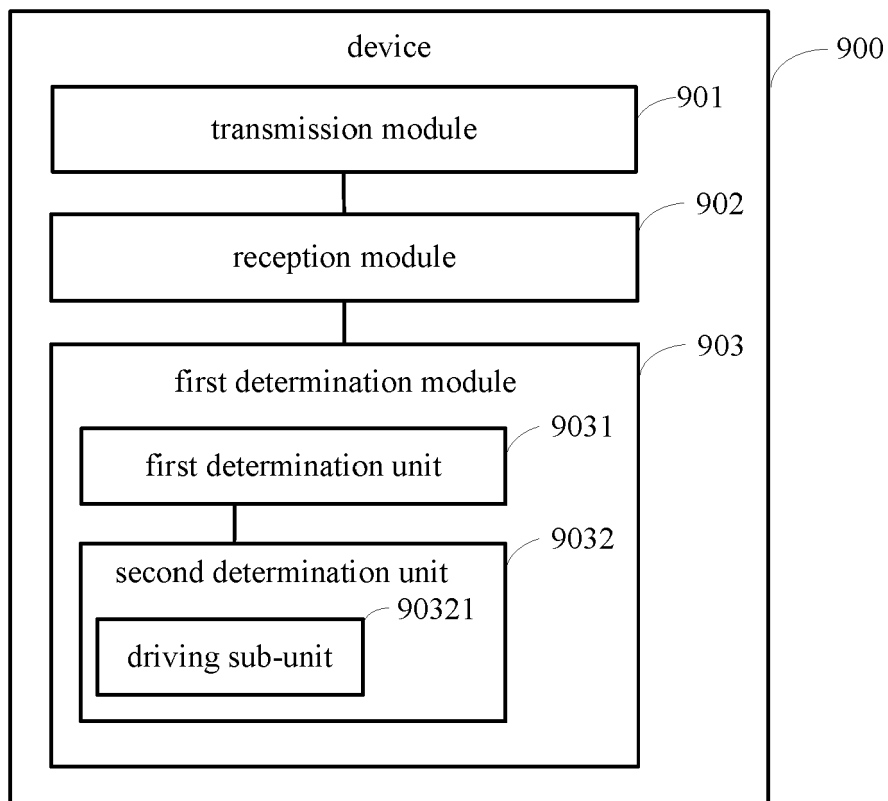 device
900
901
transmission module
902
reception module
903
first determination module
9031
first determination unit
9032
second determination unit
90321
driving sub-unit